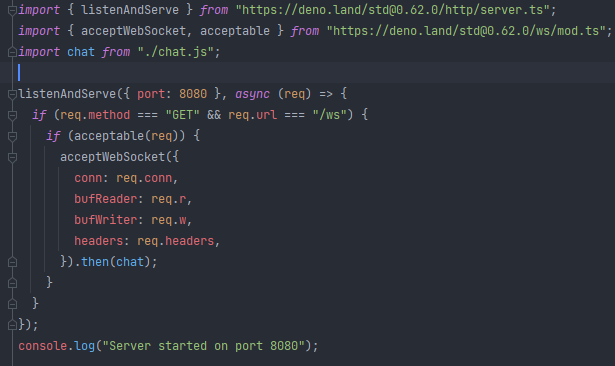 import { listenAndServe } from "https://deno.land/std@0.62.0/http/server.ts";
import { acceptWebSocket, acceptable } from "https://deno.land/std@0.62.0/ws/mod.ts";
import chat from "./chat.js";
listenAndServe({ port: 8080 }, async (req) => {
  if (req.method === "GET" && req.url === "/ws") {
    if (acceptable(req)) {
      acceptWebSocket({
        conn: req.conn,
        bufReader: req.r,
        bufWriter: req.w,
        headers: req.headers,
      }).then(chat);
    }
  }
});
console.log("Server started on port 8080");